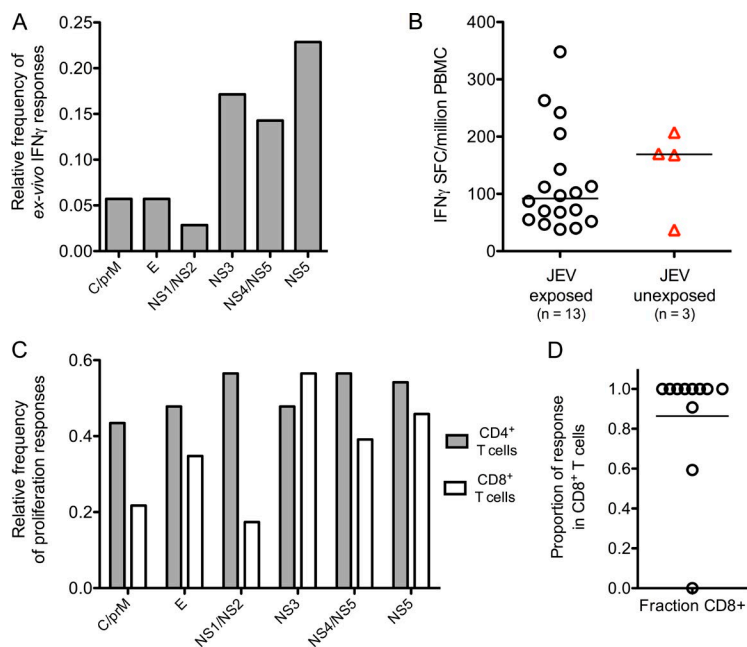 A
Relative frequency of
ex-vivo IFNγ responses
0.25
0.20
0.15
0.10
0.05
0.00
C/prM
E
NS1/NS2
NS3
NS4/NS5
NS5
B
IFNγ SFC/million PBMC
400
300
200
100
0
JEV
exposed
(n = 13)
JEV
unexposed
(n = 3)
C
Relative frequency
of proliferation responses
0.6
0.4
0.2
0.0
C/prM
E
NS1/NS2
NS3
NS4/NS5
NS5
CD4⁺
T cells
CD8⁺
T cells
D
Proportion of response
in CD8⁺ T cells
1.0
0.8
0.6
0.4
0.2
0.0
Fraction CD8+